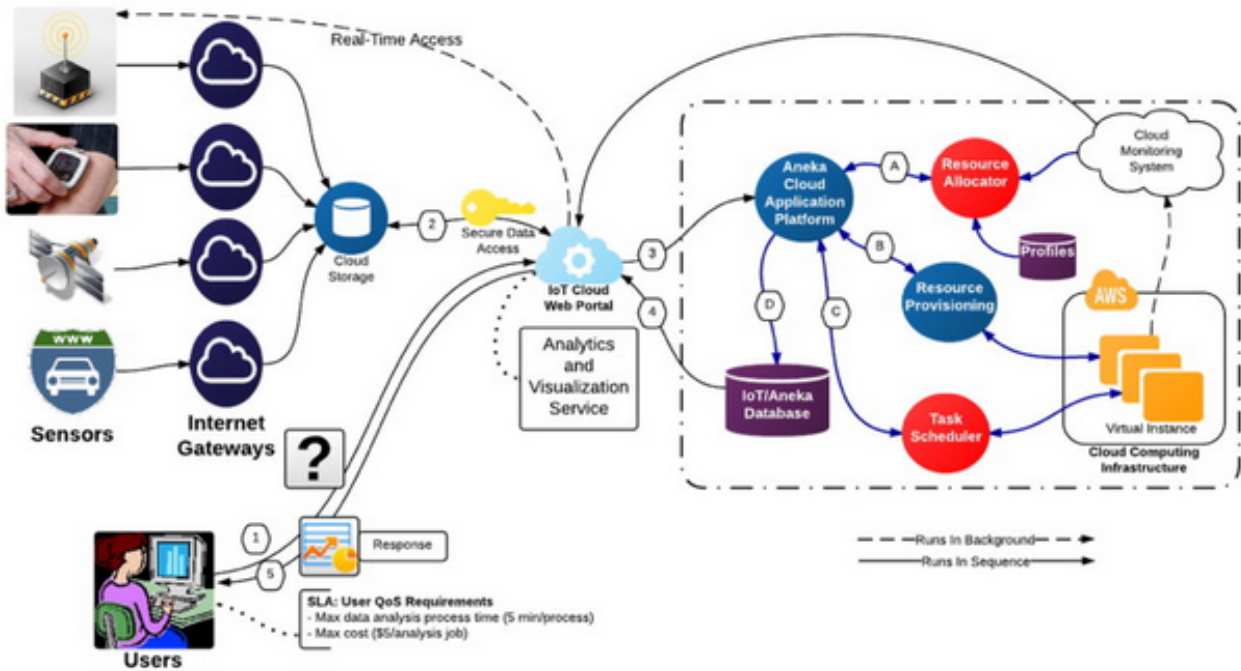 Real-Time Access
WWW
Sensors
Internet
Gateways
Cloud
Storage
2
Secure Data
Access
IoT Cloud
Web Portal
Analytics
and
Visualization
Service
3
4
Aneka
Cloud
Application
Platform
A
Resource
Allocator
Cloud
Monitoring
System
Profiles
B
Resource
Provisioning
D
C
AWS
IoT/Aneka
Database
Task
Scheduler
Virtual Instance
Cloud Computing
Infrastructure
?
1
5
Response
Users
SLA: User QoS Requirements
- Max data analysis process time (5 min/process)
- Max cost ($5/analysis job)
Runs In Background
Runs In Sequence